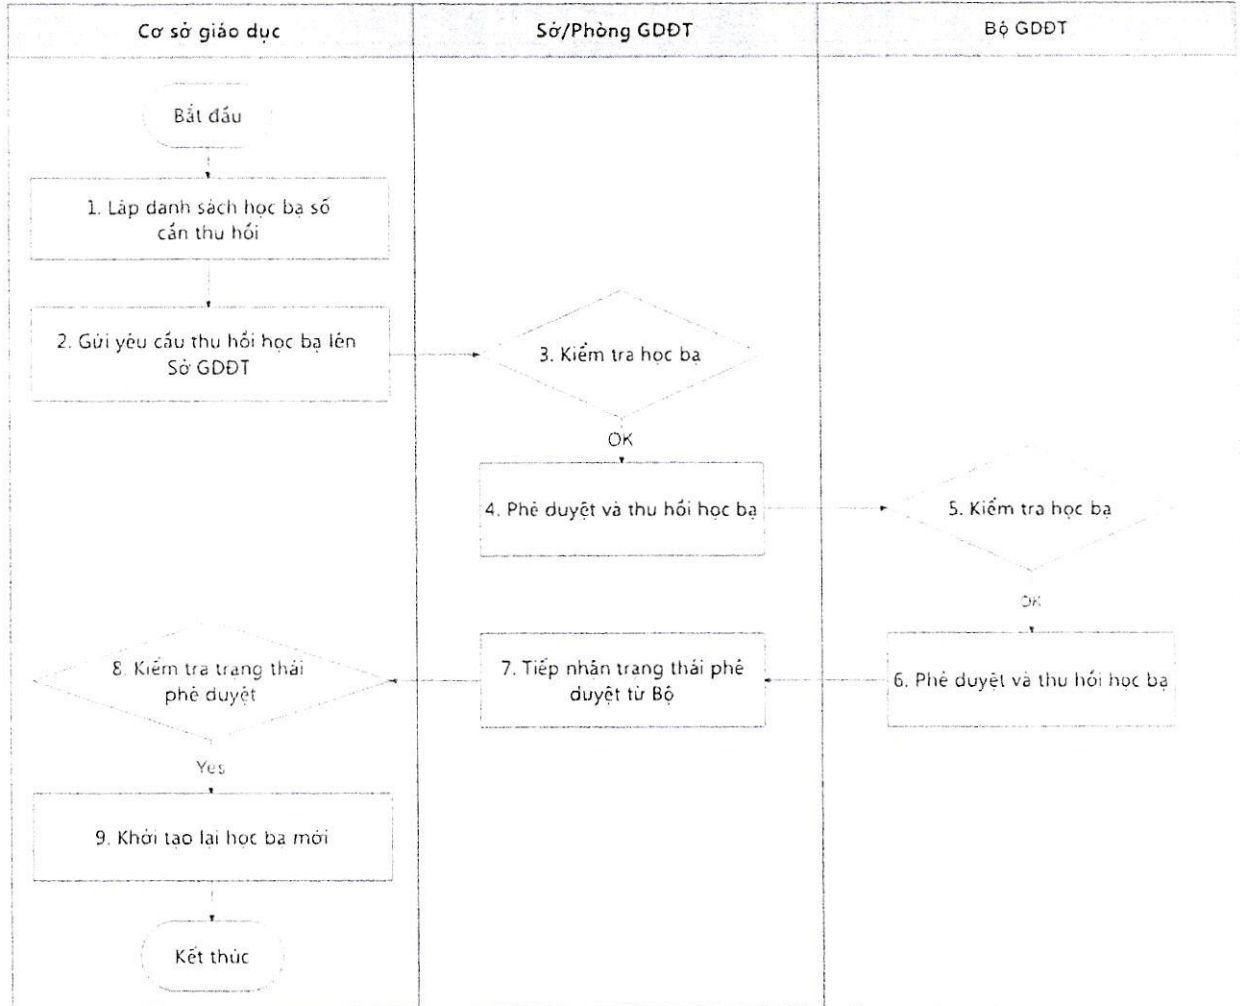 Cơ sở giáo dục
Sở/Phòng GDĐT
Bộ GDĐT
Bắt đầu
1. Lập danh sách học bạ số
cần thu hồi
2. Gửi yêu cầu thu hồi học bạ lên
Sở GDĐT
3. Kiểm tra học bạ
OK
4. Phê duyệt và thu hồi học bạ
5. Kiểm tra học bạ
OK
6. Phê duyệt và thu hồi học bạ
7. Tiếp nhận trạng thái phê
duyệt từ Bộ
8. Kiểm tra trạng thái
phê duyệt
Yes
9. Khởi tạo lại học bạ mới
Kết thúc